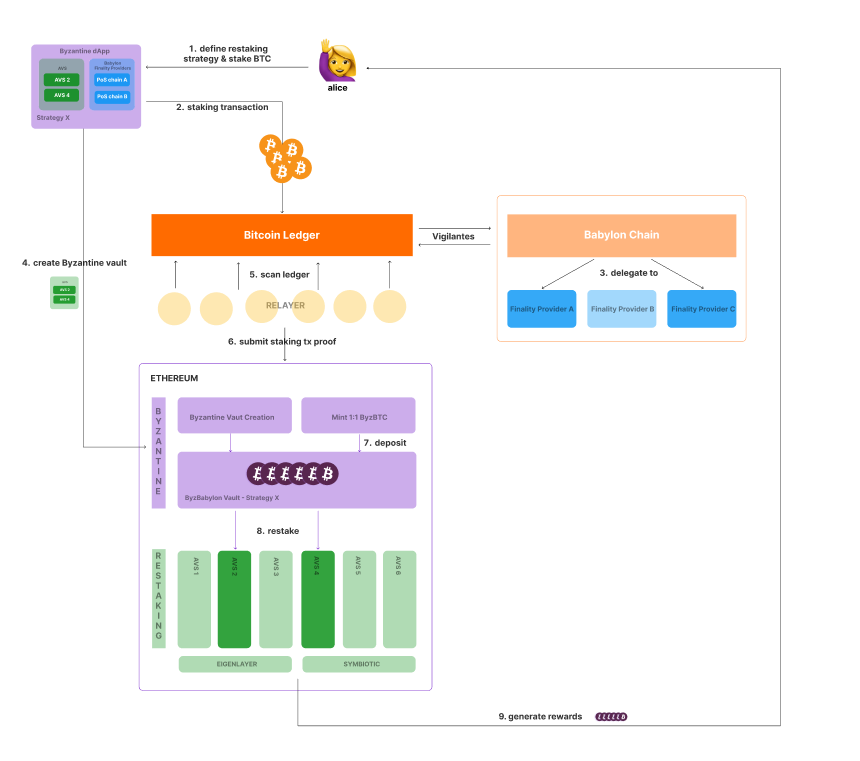 Byzantine dApp
AVS
Babylon
Finality Providers
AVS 2
AVS 4
PoS chain A
PoS chain B
Strategy X
1. define restaking
strategy & stake BTC
alice
2. staking transaction
Bitcoin Ledger
Vigilantes
Babylon Chain
3. delegate to
Finality Provider A
Finality Provider B
Finality Provider C
4. create Byzantine vault
AVS
AVS 2
AVS 4
5. scan ledger
RELAYER
6. submit staking tx proof
ETHEREUM
BYZANTINE
Byzantine Vaut Creation
Mint 1:1 ByzBTC
7. deposit
ByzBabylon Vault - Strategy X
8. restake
RESTAKING
AVS 1
AVS 2
AVS 3
AVS 4
AVS 5
AVS 6
EIGENLAYER
SYMBIOTIC
9. generate rewards